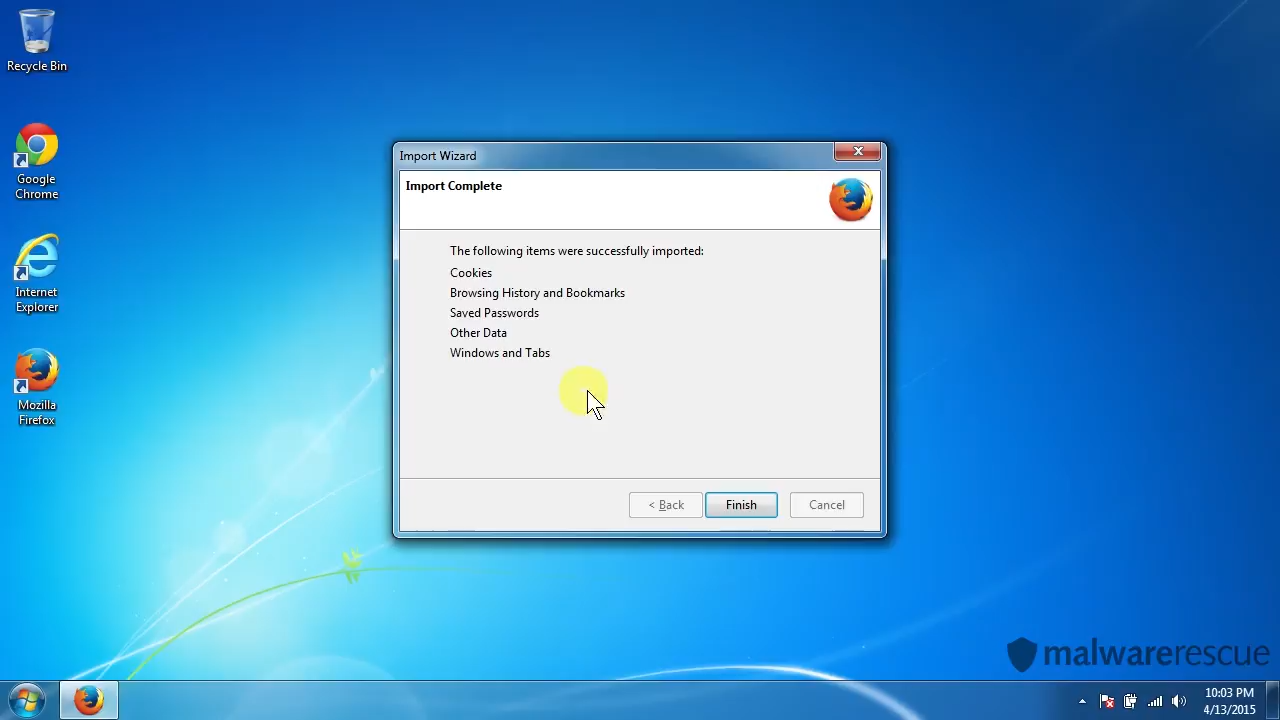 Recycle Bin
Google
Chrome
Internet
Explorer
Mozilla
Firefox
Import Wizard
Import Complete
The following items were successfully imported:
Cookies
Browsing History and Bookmarks
Saved Passwords
Other Data
Windows and Tabs
< Back
Finish
Cancel
malwarerescue
10:03 PM
4/13/2015